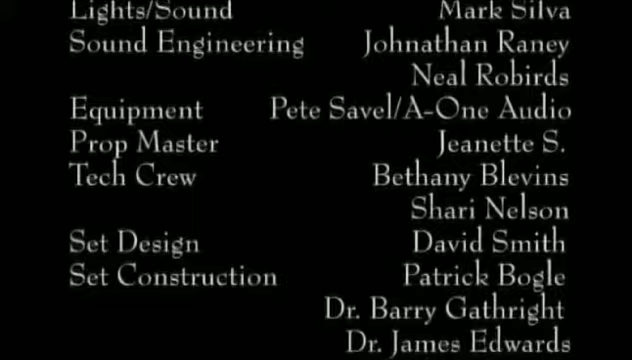 Lights/Sound Mark Silva
Sound Engineering Johnathan Raney
Neal Robirds
Equipment Pete Savel/A-One Audio
Prop Master Jeanette S.
Tech Crew Bethany Blevins
Shari Nelson
Set Design David Smith
Set Construction Patrick Bogle
Dr. Barry Gathright
Dr. James Edwards